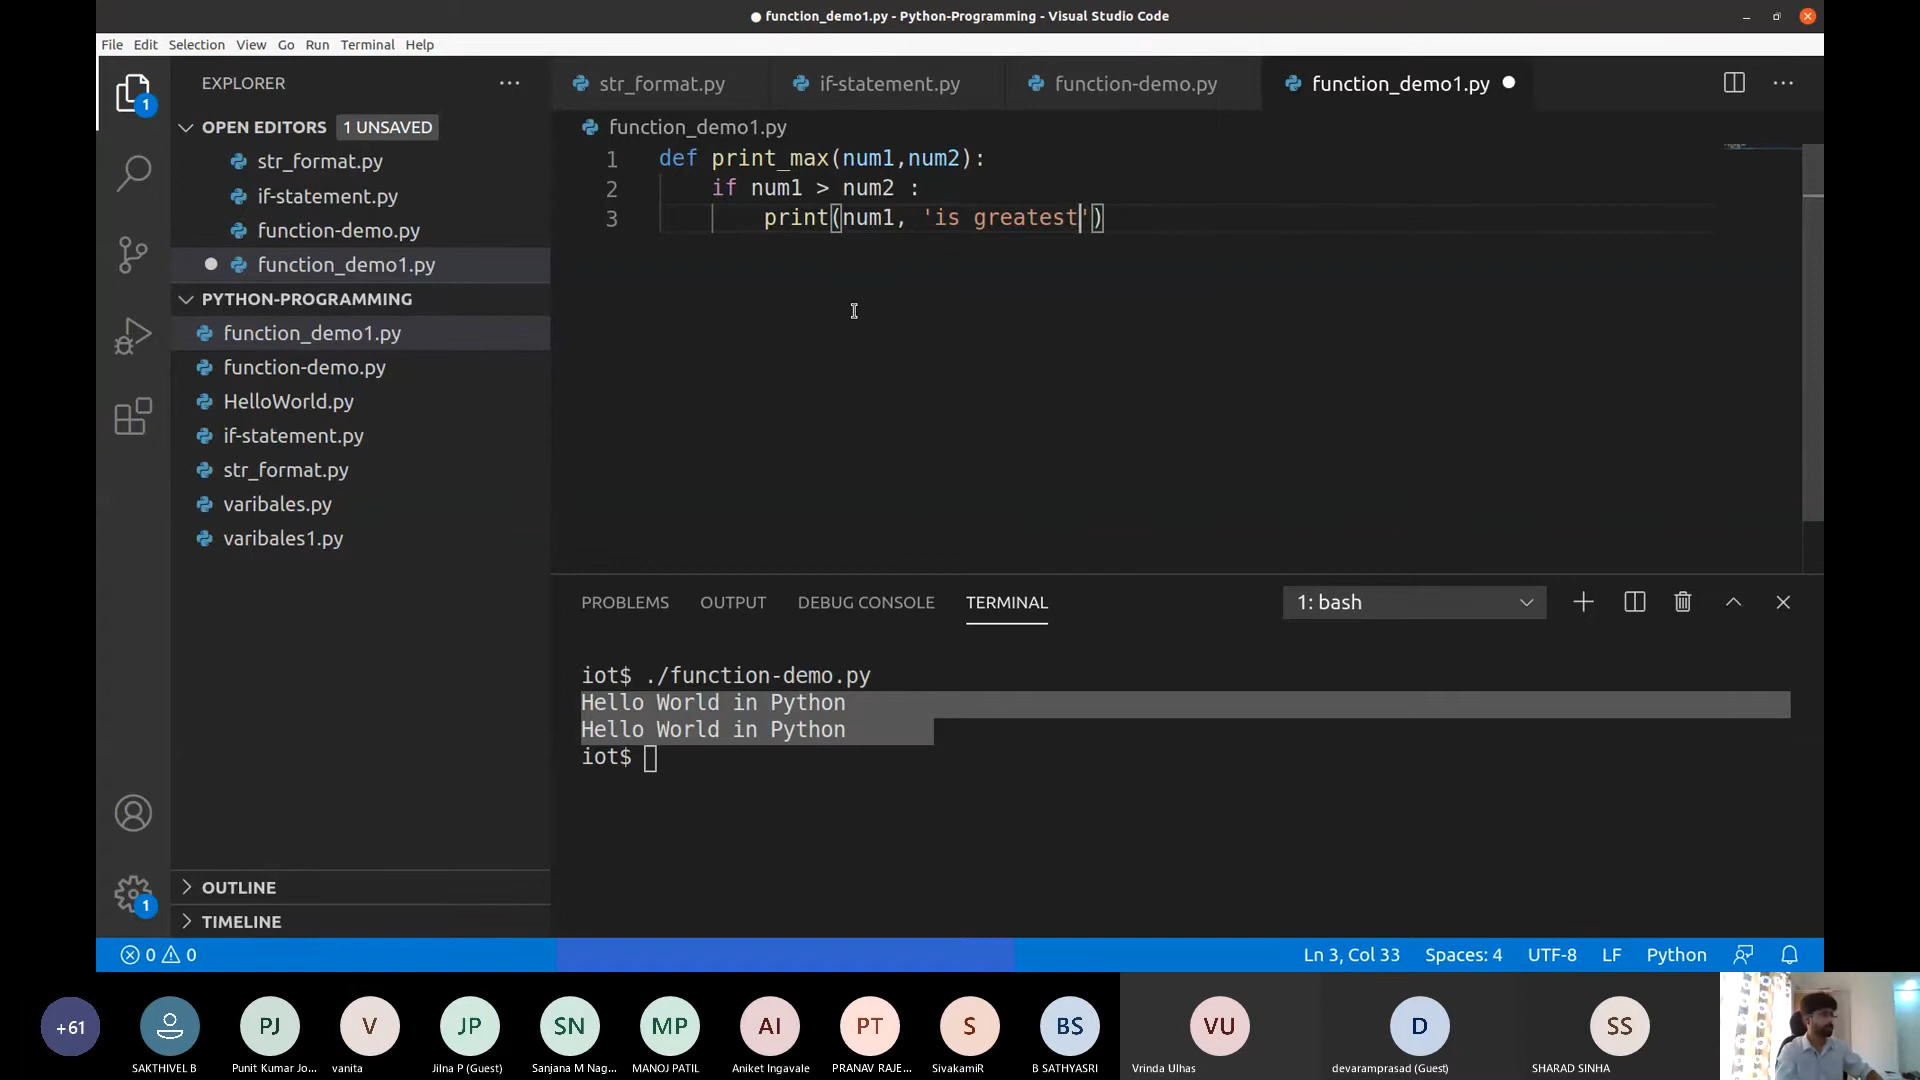 function_demo1.py - Python-Programming - Visual Studio Code
File Edit Selection View Go Run Terminal Help
1
EXPLORER
OPEN EDITORS 1 UNSAVED
str_format.py
if-statement.py
function-demo.py
function_demo1.py
PYTHON-PROGRAMMING
function_demo1.py
function-demo.py
HelloWorld.py
if-statement.py
str_format.py
varibales.py
varibales1.py
OUTLINE
TIMELINE
1
str_format.py if-statement.py function-demo.py function_demo1.py
function_demo1.py
1 def print_max(num1,num2):
2 if num1 > num2 :
3 print(num1, 'is greatest')
PROBLEMS OUTPUT DEBUG CONSOLE TERMINAL 1: bash
iot$ ./function-demo.py
Hello World in Python
Hello World in Python
iot$
0 0 Ln 3, Col 33 Spaces: 4 UTF-8 LF Python
+61 PJ V JP SN MP AI PT S BS VU D SS
SAKTHIVEL B Punit Kumar Jo... vanita Jilna P (Guest) Sanjana M Nag... MANOJ PATIL Aniket Ingavale PRANAV RAJE... SivakamiR B SATHYASRI Vrinda Ulhas devaramprasad (Guest) SHARAD SINHA